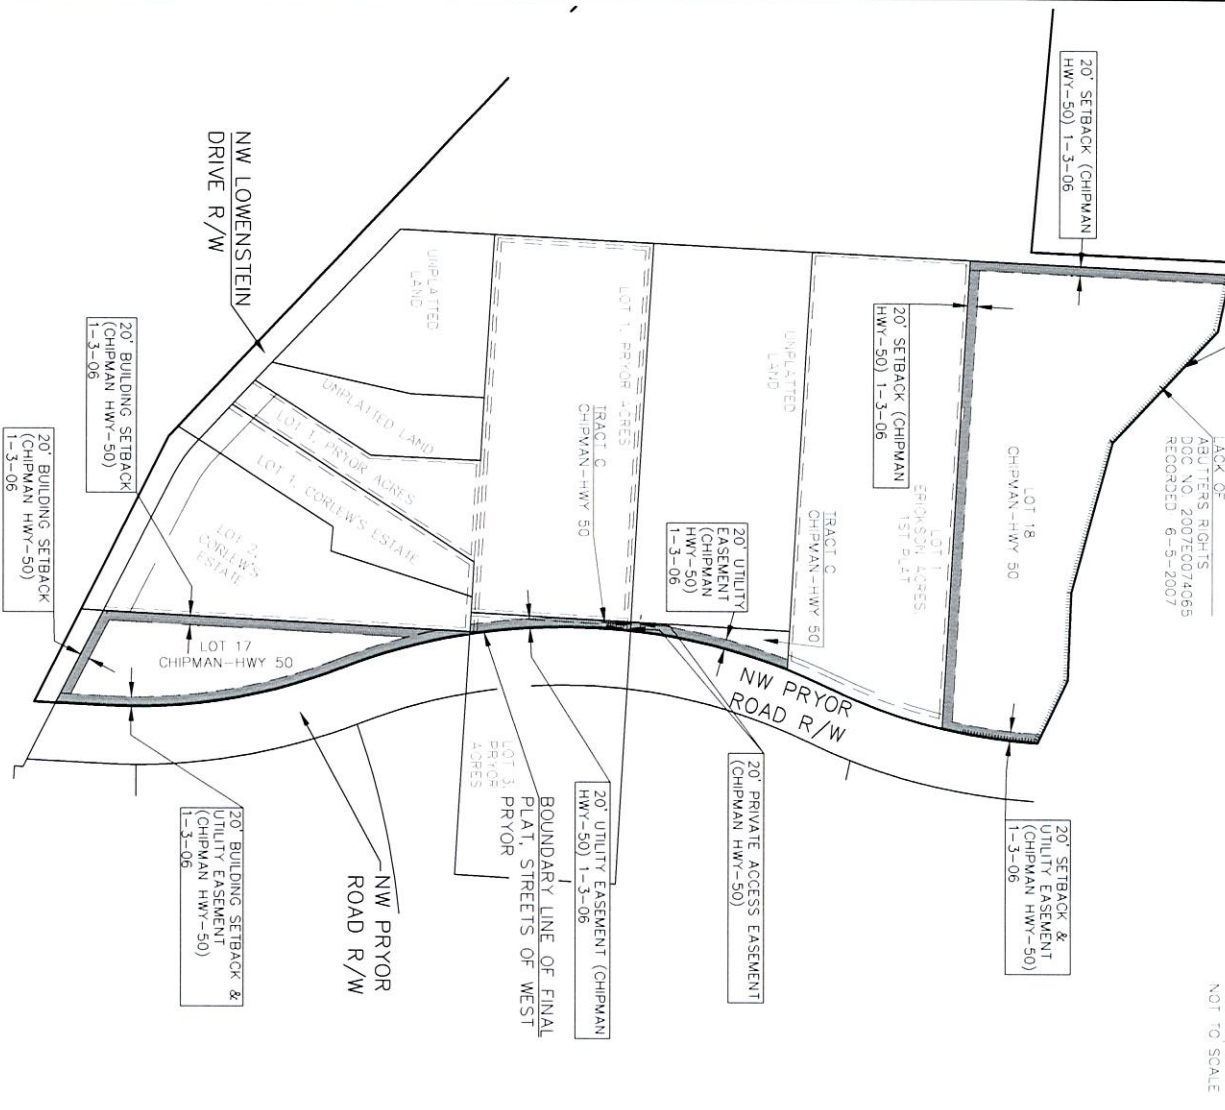 20' SETBACK (CHIPMAN
HWY-50) 1-3-06
LACK OF
ABUTTERS RIGHTS
DOC NO. 2007E0074065
RECORDED 6-5-2007
NOT TO SCALE
NW LOWENSTEIN
DRIVE R/W
UNPLATTED
LAND
LOT 1, PRYOR ACRES
UNPLATTED
LAND
20' SETBACK (CHIPMAN
HWY-50) 1-3-06
LOT 18
CHIPMAN-HWY 50
20' BUILDING SETBACK
(CHIPMAN HWY-50)
1-3-06
UNPLATTED LAND
LOT 1, PRYOR ACRES
LOT 1, CORLEW'S ESTATE
TRACT C
CHIPMAN-HWY 50
LOT 1
ERICKSON ACRES
1ST PLAT
20' BUILDING SETBACK
(CHIPMAN HWY-50)
1-3-06
LOT 2,
CORLEW'S
ESTATE
20' UTILITY
EASEMENT
(CHIPMAN
HWY-50)
1-3-06
TRACT C
CHIPMAN-HWY 50
LOT 17
CHIPMAN-HWY 50
NW PRYOR
ROAD R/W
LOT 3,
PRYOR
ACRES
20' BUILDING SETBACK &
UTILITY EASEMENT
(CHIPMAN HWY-50)
1-3-06
NW PRYOR
ROAD R/W
BOUNDARY LINE OF FINAL
PLAT, STREETS OF WEST
PRYOR
20' UTILITY EASEMENT (CHIPMAN
HWY-50) 1-3-06
20' PRIVATE ACCESS EASEMENT
(CHIPMAN HWY-50)
20' SETBACK &
UTILITY EASEMENT
(CHIPMAN HWY-50)
1-3-06